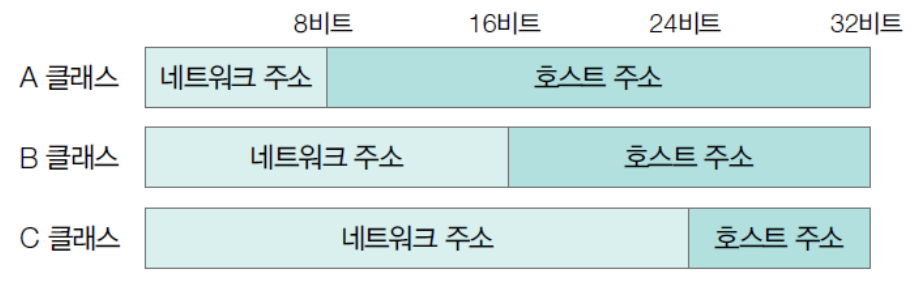 8비트 16비트 24비트 32비트
A 클래스 네트워크 주소 호스트 주소
B 클래스 네트워크 주소 호스트 주소
C 클래스 네트워크 주소 호스트 주소